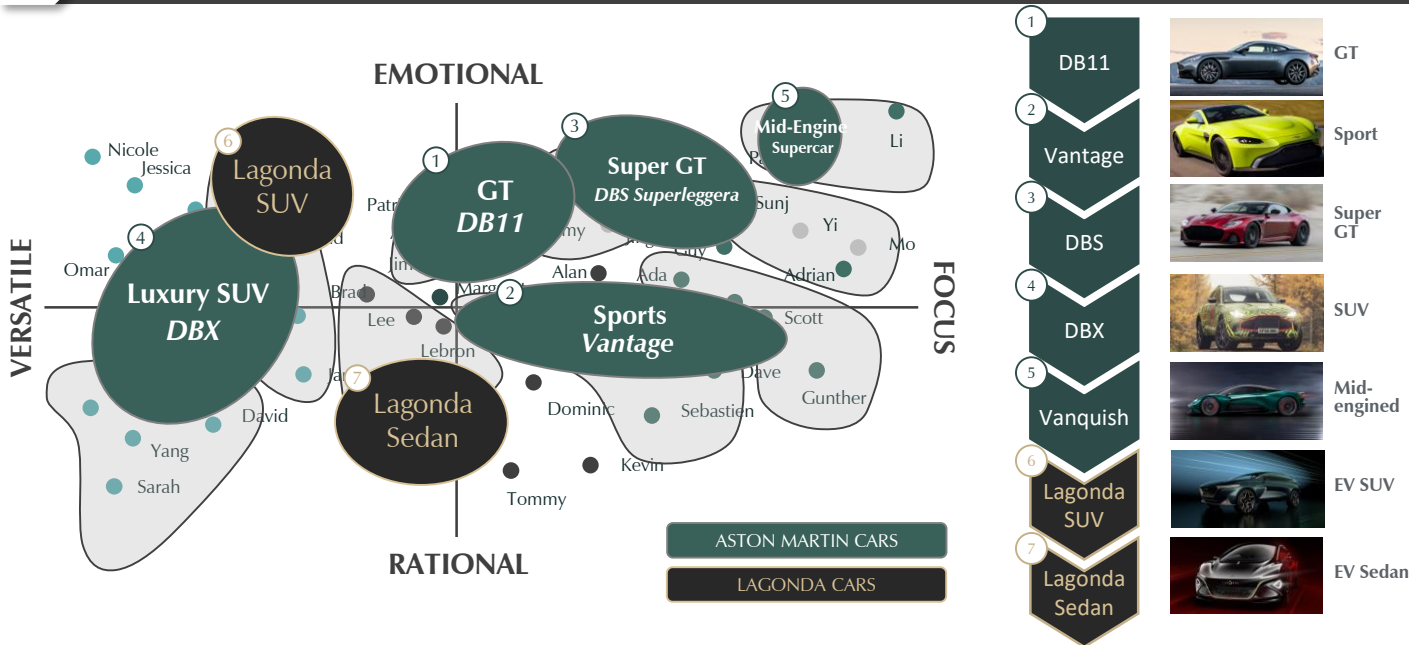 EMOTIONAL
VERSATILE
FOCUS
RATIONAL
Nicole
Jessica
Omar
6
Lagonda
SUV
4
Luxury SUV
DBX
1
GT
DB11
3
Super GT
DBS Superleggera
5
Mid-Engine
Supercar
Li
Sunj
Yi
Mo
Adrian
Guy
Alan
Ada
Brad
Lee
Lebron
2
Sports
Vantage
Scott
Dave
Gunther
Sebastien
Dominic
Kevin
Tommy
7
Lagonda
Sedan
David
Yang
Sarah
ASTON MARTIN CARS
LAGONDA CARS
1
DB11
GT
2
Vantage
Sport
3
DBS
Super
GT
4
DBX
SUV
5
Vanquish
Mid-
engined
6
Lagonda
SUV
EV SUV
7
Lagonda
Sedan
EV Sedan